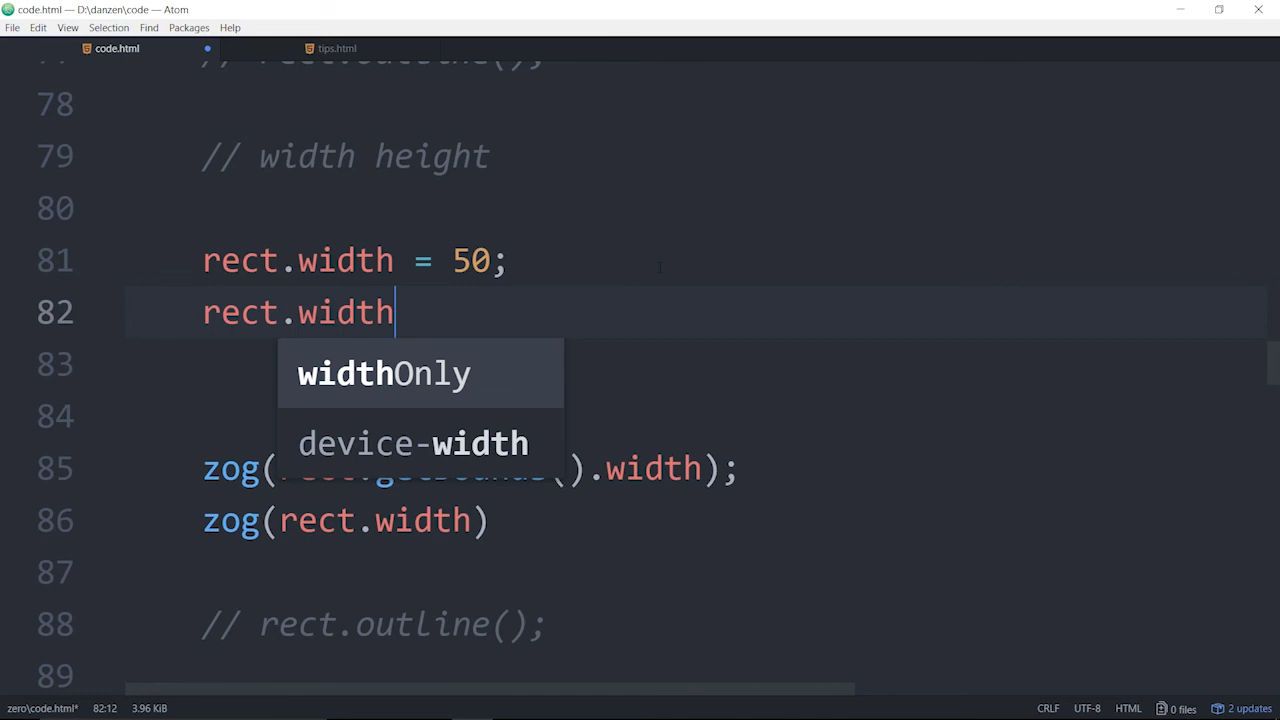 code.html — D:\danzen\code — Atom
File Edit View Selection Find Packages Help
code.html
tips.html
78
79 // width height
80
81 rect.width = 50;
82 rect.width
83
widthOnly
84
device-width
85 zog(rect.getBounds().width);
86 zog(rect.width)
87
88 // rect.outline();
89
zero\code.html* 82:12 3.96 KiB CRLF UTF-8 HTML 0 files 2 updates